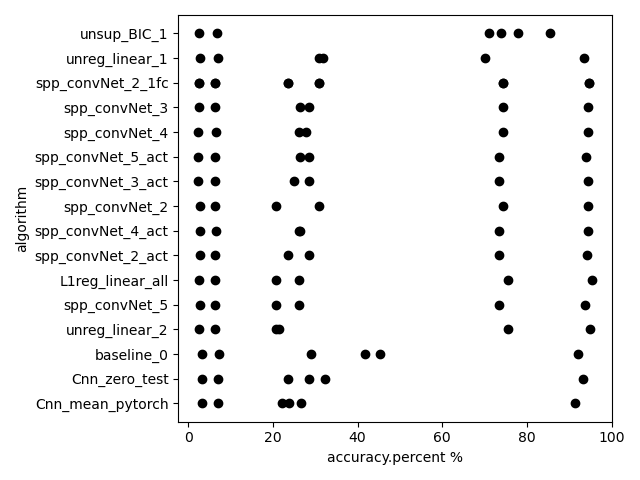 unsup_BIC_1
unreg_linear_1
spp_convNet_2_1fc
spp_convNet_3
spp_convNet_4
spp_convNet_5_act
spp_convNet_3_act
spp_convNet_2
spp_convNet_4_act
spp_convNet_2_act
L1reg_linear_all
spp_convNet_5
unreg_linear_2
baseline_0
Cnn_zero_test
Cnn_mean_pytorch
algorithm
0 20 40 60 80 100
accuracy.percent %